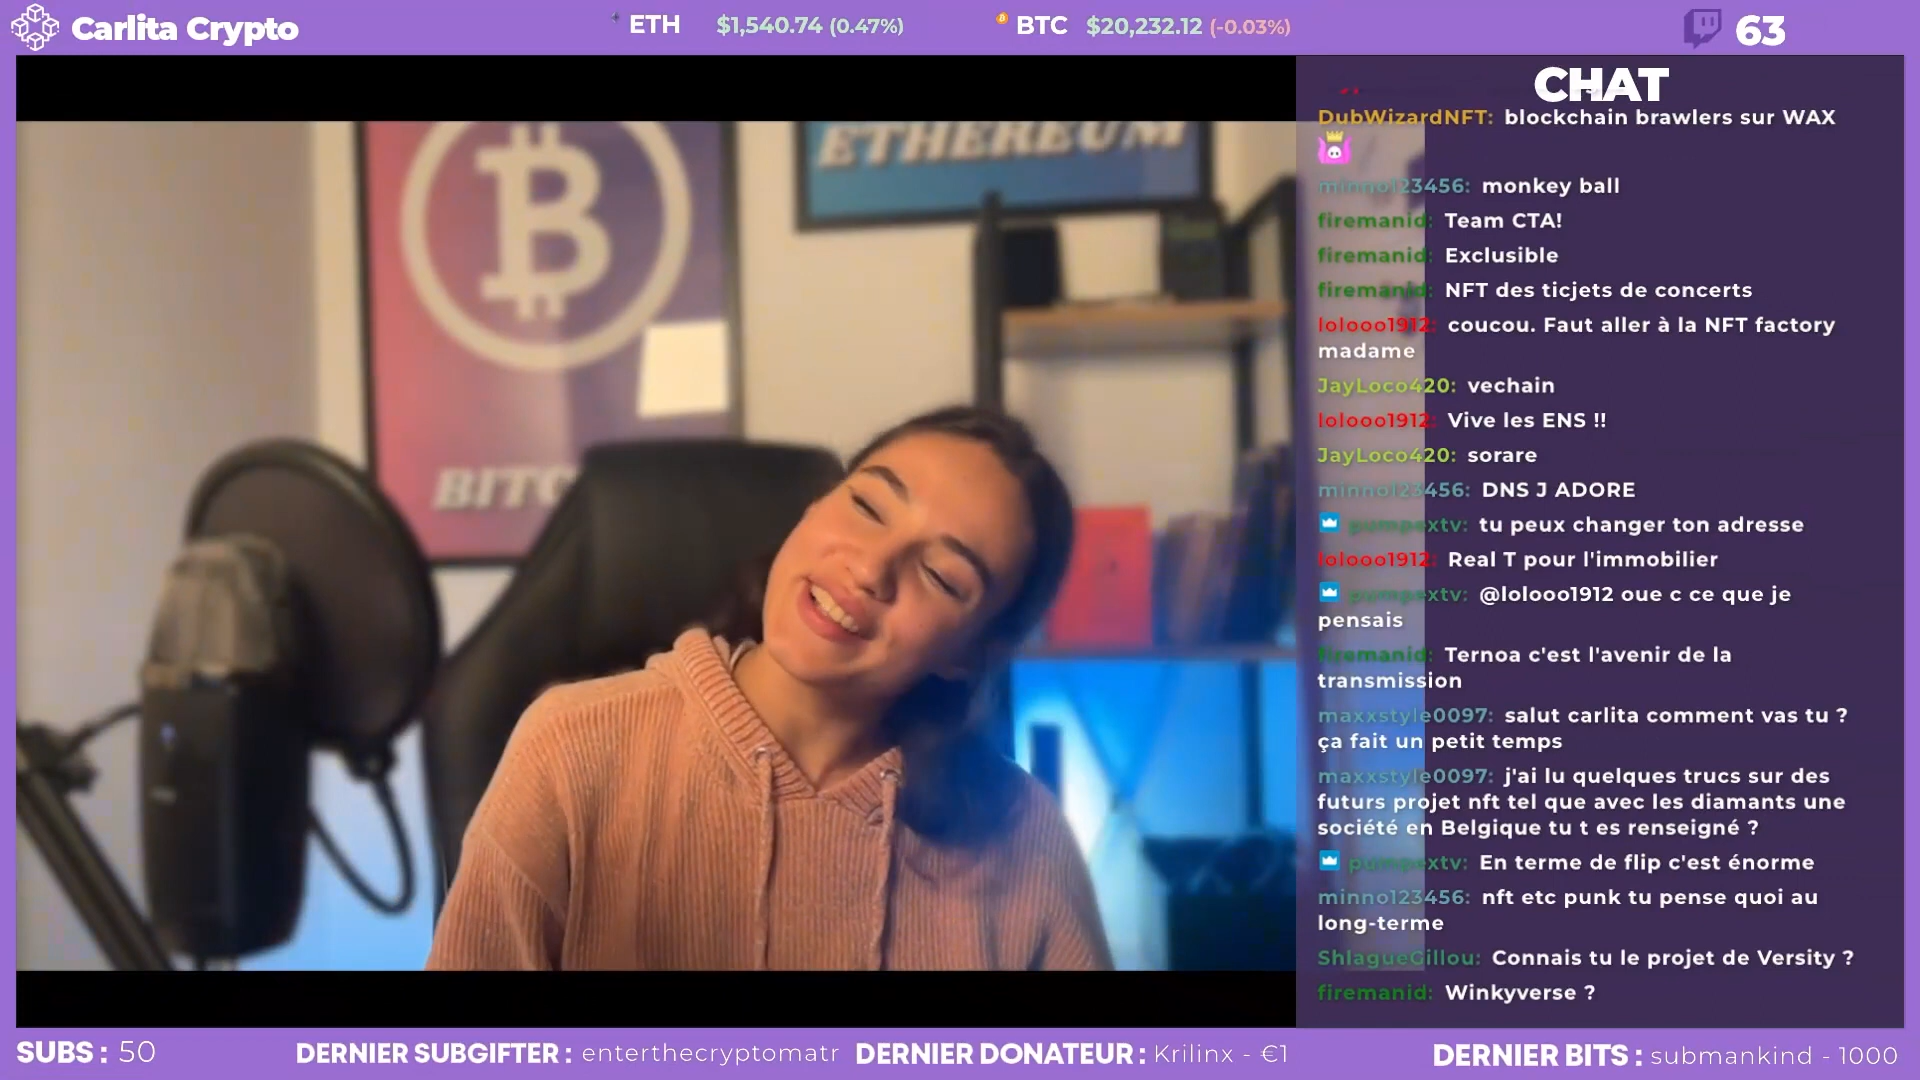 Carlita Crypto
ETH $1,540.74 (0.47%)
BTC $20,232.12 (-0.03%)
63
BITC
ETHEREUM
CHAT
DubWizardNFT: blockchain brawlers sur WAX
minno123456: monkey ball
firemanid: Team CTA!
firemanid: Exclusible
firemanid: NFT des ticjets de concerts
lolooo1912: coucou. Faut aller à la NFT factory
madame
JayLoco420: vechain
lolooo1912: Vive les ENS !!
JayLoco420: sorare
minno123456: DNS J ADORE
pumpextv: tu peux changer ton adresse
lolooo1912: Real T pour l'immobilier
pumpextv: @lolooo1912 oue c ce que je
pensais
firemanid: Ternoa c'est l'avenir de la
transmission
maxxstyle0097: salut carlita comment vas tu ?
ça fait un petit temps
maxxstyle0097: j'ai lu quelques trucs sur des
futurs projet nft tel que avec les diamants une
société en Belgique tu t es renseigné ?
pumpextv: En terme de flip c'est énorme
minno123456: nft etc punk tu pense quoi au
long-terme
ShlagueGillou: Connais tu le projet de Versity ?
firemanid: Winkyverse ?
SUBS : 50
DERNIER SUBGIFTER : enterthecryptomatr
DERNIER DONATEUR : Krilinx - €1
DERNIER BITS : submankind - 1000